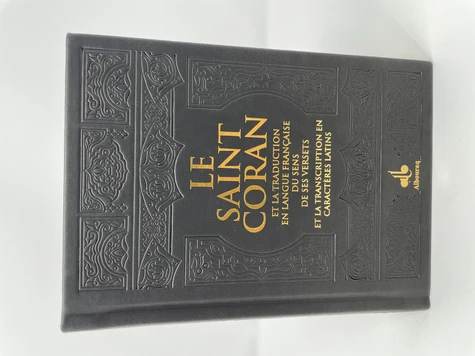 LE
SAINT
CORAN
ET LA TRADUCTION
EN LANGUE FRANÇAISE
DU SENS
DE SES VERSETS
ET LA TRANSCRIPTION EN
CARACTÈRES LATINS
Albouraq